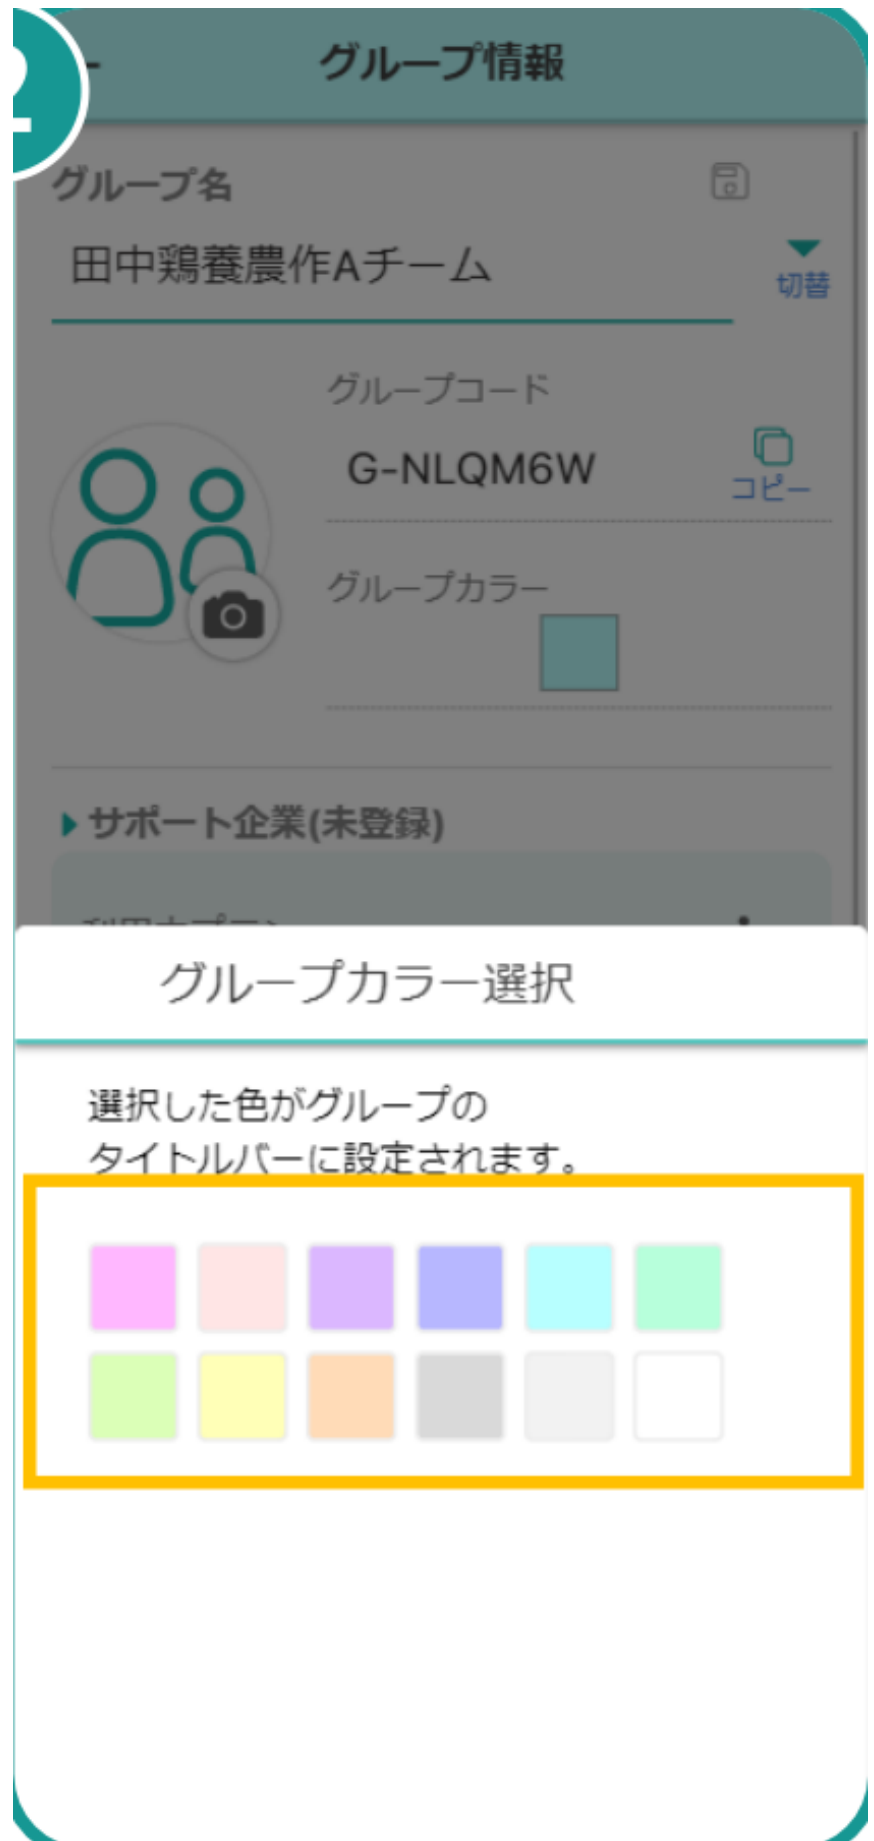 2
グループ情報
グループ名
田中鶏養農作Aチーム
切替
グループコード
G-NLQM6W
コピー
グループカラー
サポート企業(未登録)
グループカラー選択
選択した色がグループの
タイトルバーに設定されます。